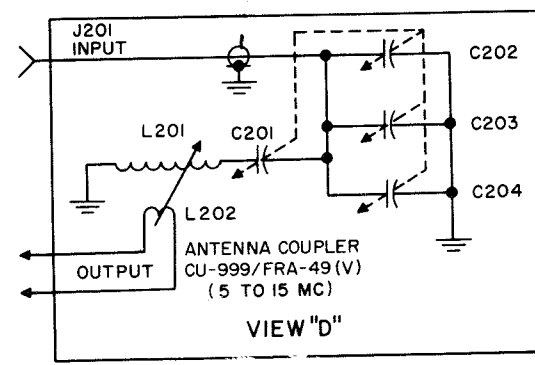 J201
INPUT
C202
L201
C201
C203
L202
C204
ANTENNA COUPLER
OUTPUT
CU-999/FRA-49(V)
(5 TO 15 MC)
VIEW "D"